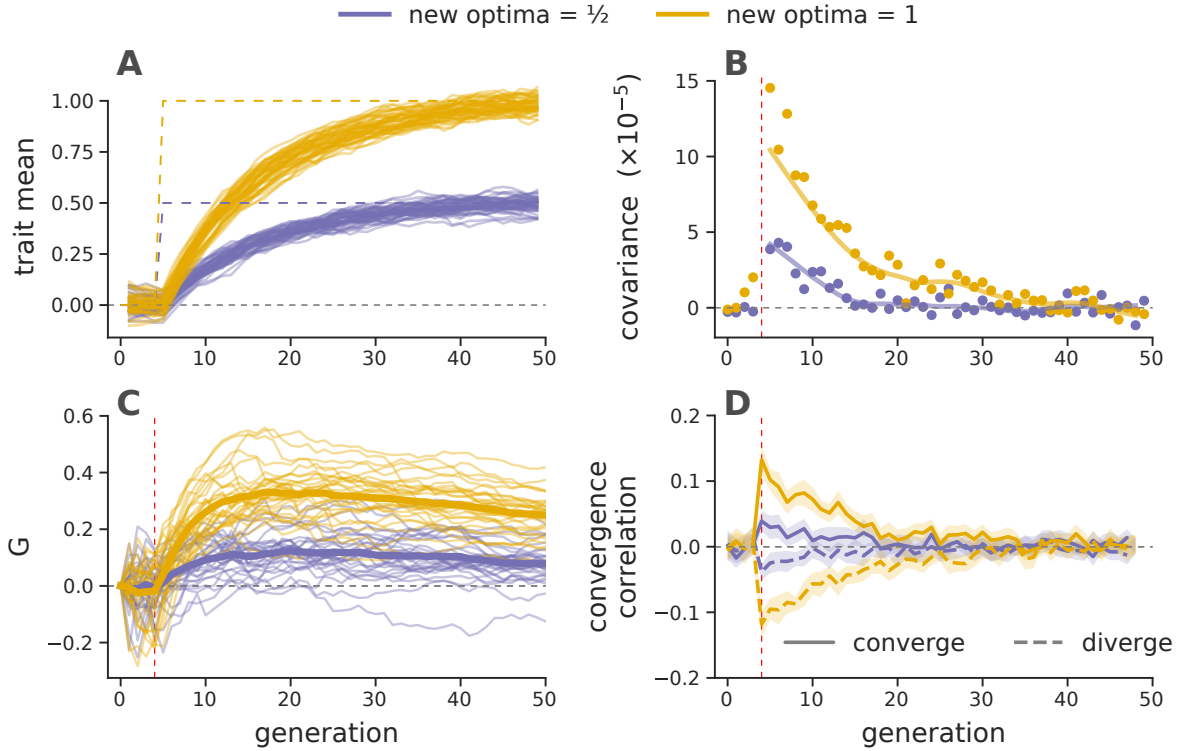 new optima = ½ new optima = 1
A
trait mean
1.00
0.75
0.50
0.25
0.00
0 10 20 30 40 50
B
covariance (×10⁻⁵)
15
10
5
0
0 10 20 30 40 50
C
G
0.6
0.4
0.2
0.0
−0.2
0 10 20 30 40 50
generation
D
convergence
correlation
0.2
0.1
0.0
−0.1
−0.2
converge diverge
0 10 20 30 40 50
generation